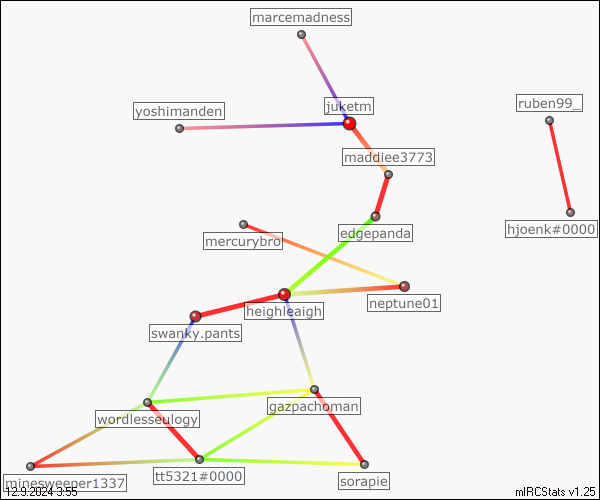 marcemadness
juketm
yoshimanden
ruben99_
maddiee3773
edgepanda
hjoenk#0000
mercurybro
neptune01
heighleaigh
swanky.pants
gazpachoman
wordlesseulogy
tt5321#0000
sorapie
minesweeper1337
12.9.2024 3:55
mIRCStats v1.25